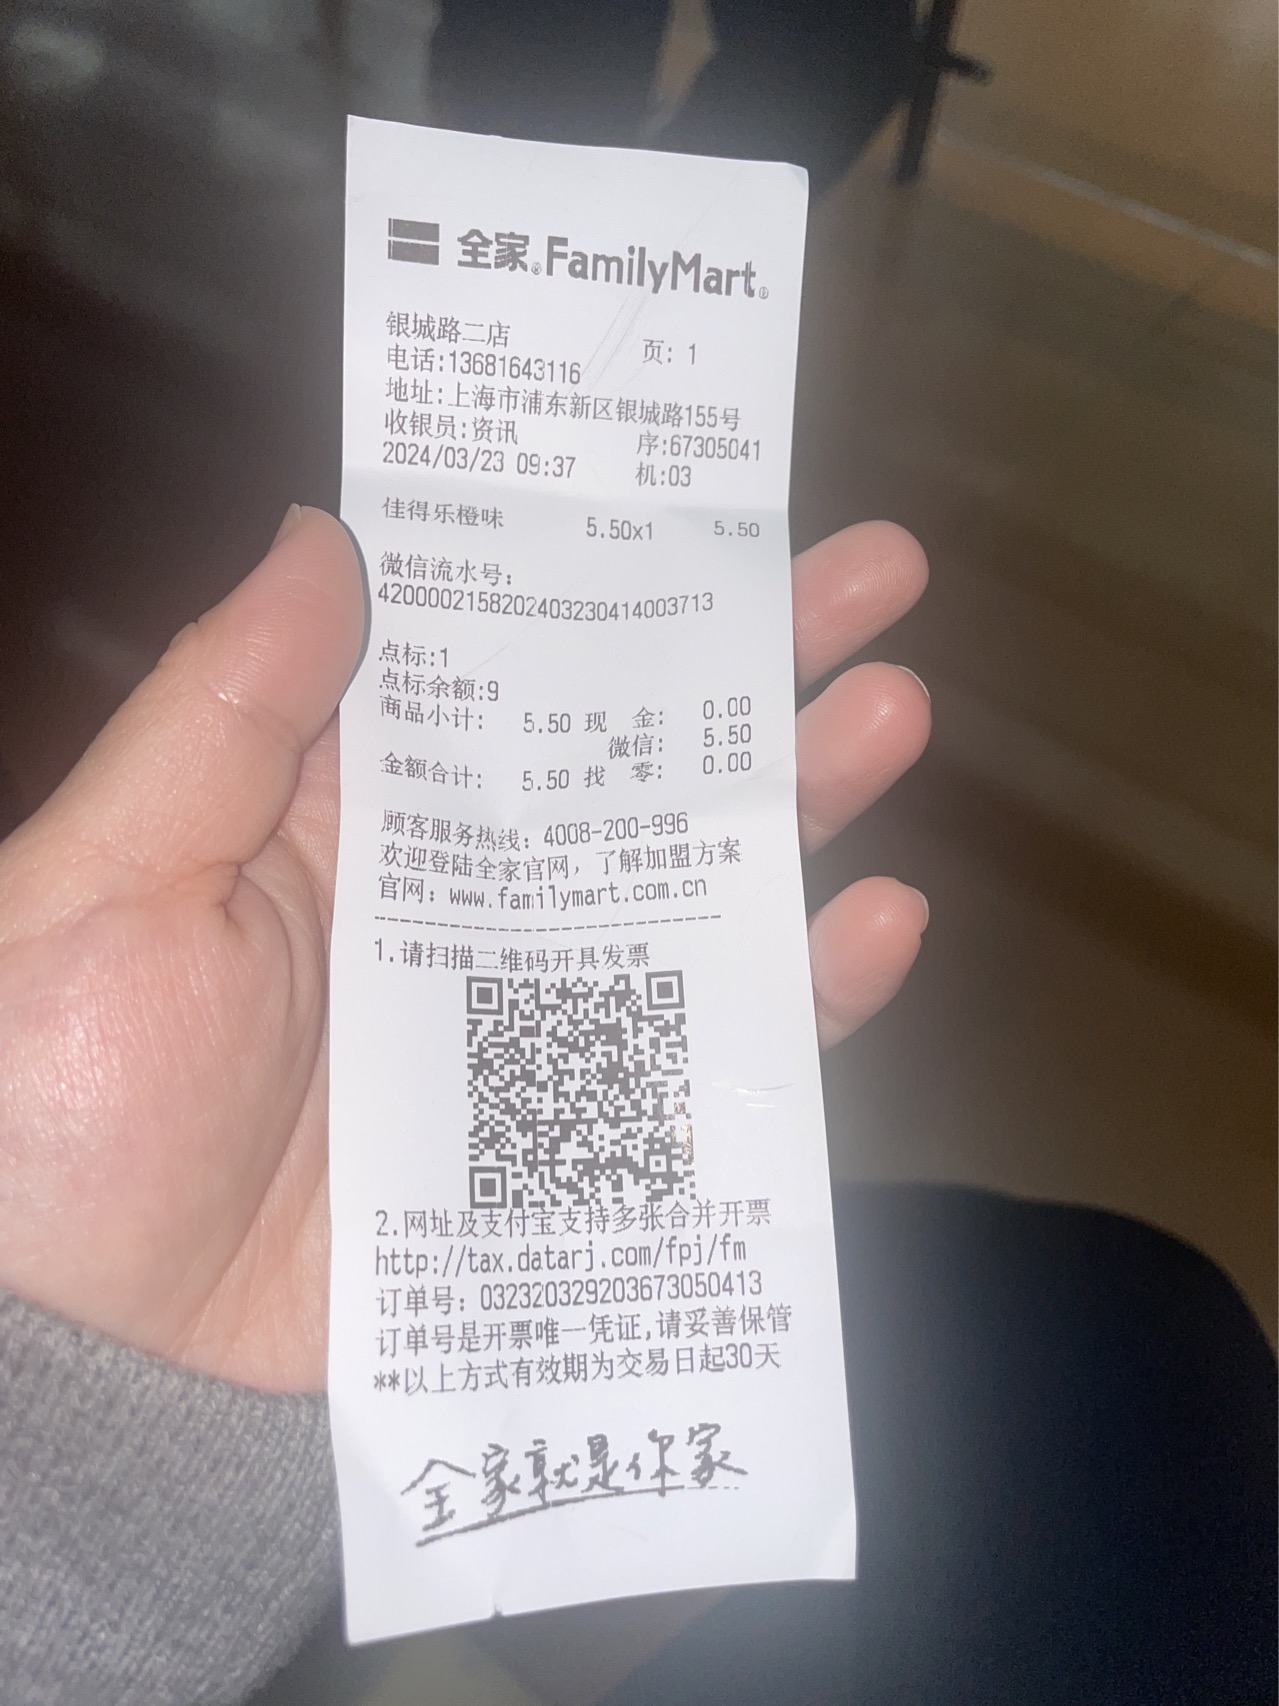 全家®FamilyMart®
银城路二店
页: 1
电话:13681643116
地址:上海市浦东新区银城路155号
收银员:资讯 序:67305041
2024/03/23 09:37 机:03
佳得乐橙味 5.50x1 5.50
微信流水号:
4200002158202403230414003713
点标:1
点标余额:9
商品小计: 5.50 现 金: 0.00
微信: 5.50
金额合计: 5.50 找 零: 0.00
顾客服务热线: 4008-200-996
欢迎登陆全家官网, 了解加盟方案
官网: www.familymart.com.cn
1.请扫描二维码开具发票
2.网址及支付宝支持多张合并开票
http://tax.datarj.com/fpj/fm
订单号: 032320329203673050413
订单号是开票唯一凭证,请妥善保管
**以上方式有效期为交易日起30天
全家就是你家